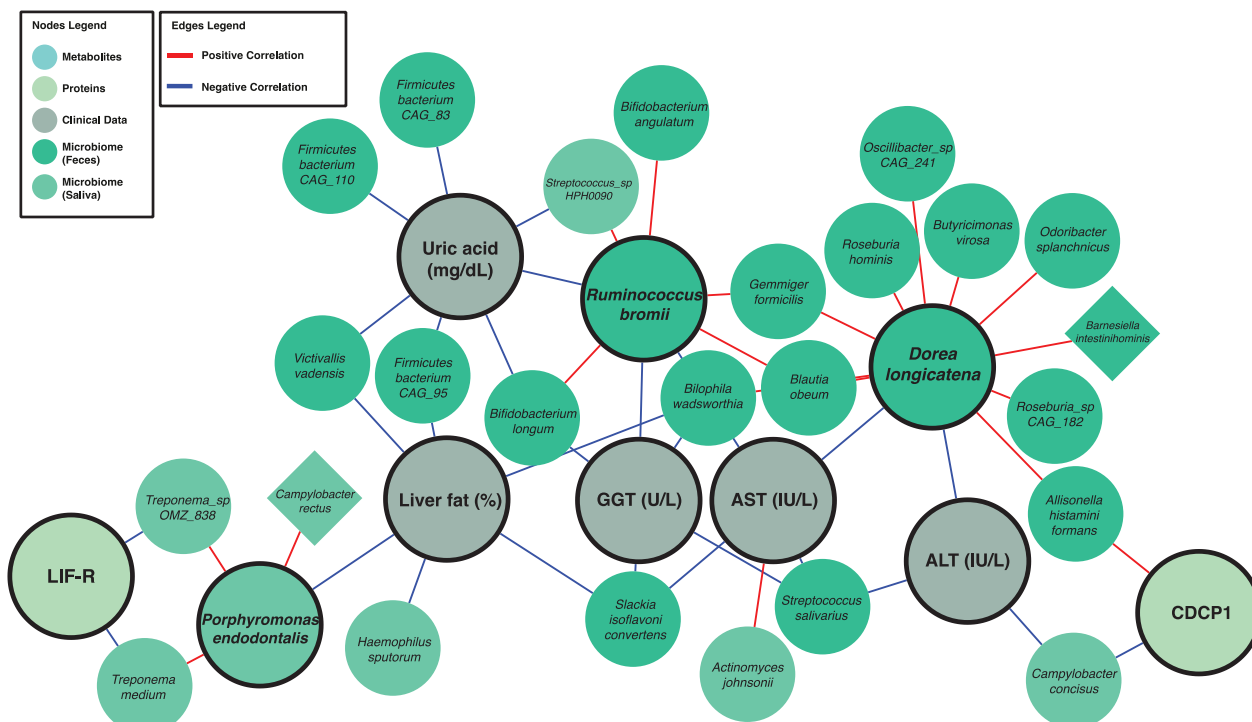 Nodes Legend
Metabolites
Proteins
Clinical Data
Microbiome
(Feces)
Microbiome
(Saliva)
Edges Legend
Positive Correlation
Negative Correlation
Firmicutes
bacterium
CAG_83
Firmicutes
bacterium
CAG_110
Bifidobacterium
angulatum
Streptococcus_sp
HPH0090
Oscillibacter_sp
CAG_241
Butyricimonas
virosa
Odoribacter
splanchnicus
Roseburia
hominis
Uric acid
(mg/dL)
Ruminococcus
bromii
Gemmiger
formicilis
Barnesiella
intestinihominis
Dorea
longicatena
Victivallis
vadensis
Firmicutes
bacterium
CAG_95
Bifidobacterium
longum
Bilophila
wadsworthia
Blautia
obeum
Roseburia_sp
CAG_182
Treponema_sp
OMZ_838
Campylobacter
rectus
Liver fat (%)
GGT (U/L)
AST (IU/L)
Allisonella
histamini
formans
LIF-R
ALT (IU/L)
CDCP1
Porphyromonas
endodontalis
Haemophilus
sputorum
Slackia
isoflavoni
convertens
Streptococcus
salivarius
Treponema
medium
Actinomyces
johnsonii
Campylobacter
concisus